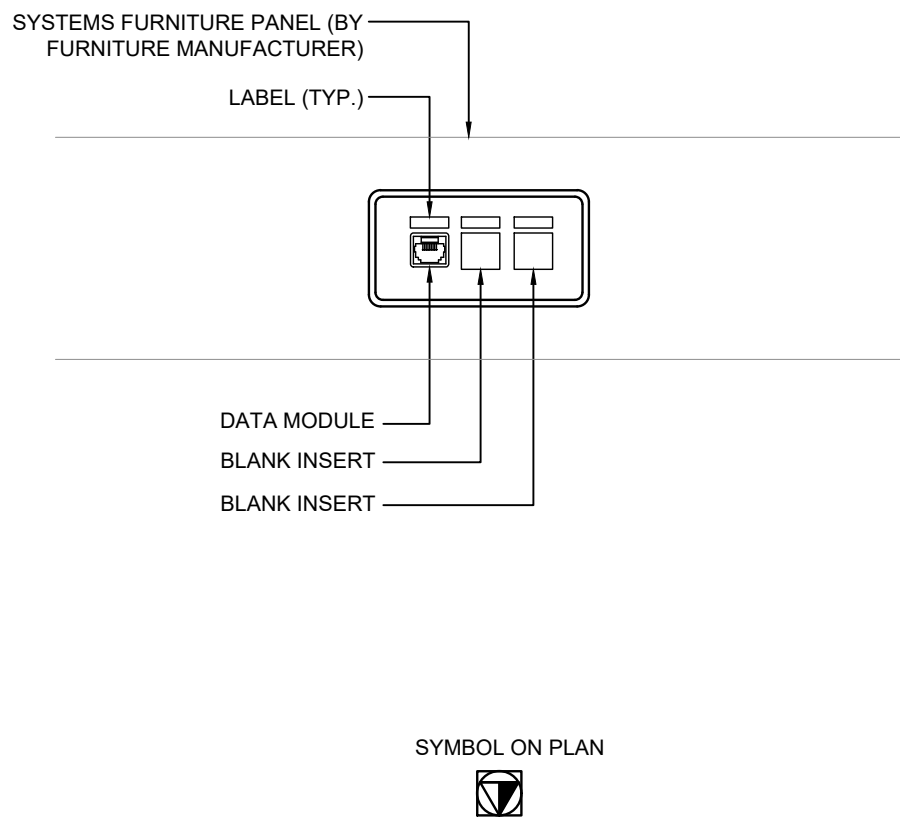 SYSTEMS FURNITURE PANEL (BY
FURNITURE MANUFACTURER)
LABEL (TYP.)
DATA MODULE
BLANK INSERT
BLANK INSERT
SYMBOL ON PLAN